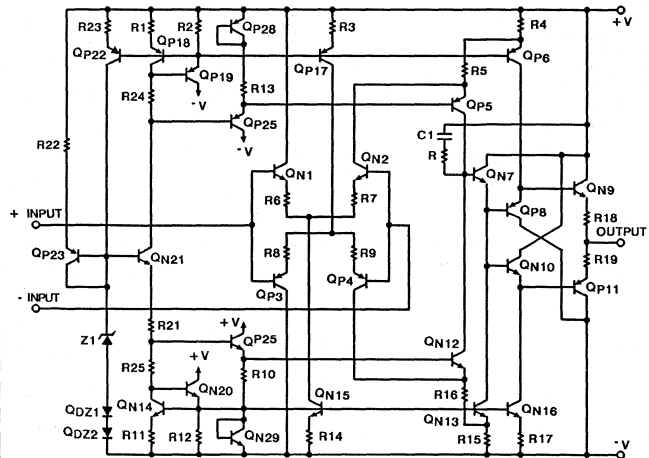 R23 R1 R2 QP28 R3 R4 +V
QP22 QP18 QP19 QP17 R5 QP6
R24 -V R13 QP5
QP25 -V C1
R22 R QN7 QN9
QN1 QN2 QP8 R18
R6 R7
+ INPUT OUTPUT
R8 R9 QN10 R19
QP23 QN21 QP3 QP4 QP11
- INPUT
R21 +V
Z1 QP25 QN12
R25 +V R10
QN20 QN15 R16
QDZ1 QN14 QN13 QN16
QDZ2 R11 R12 QN29 R14 R15 R17 -V